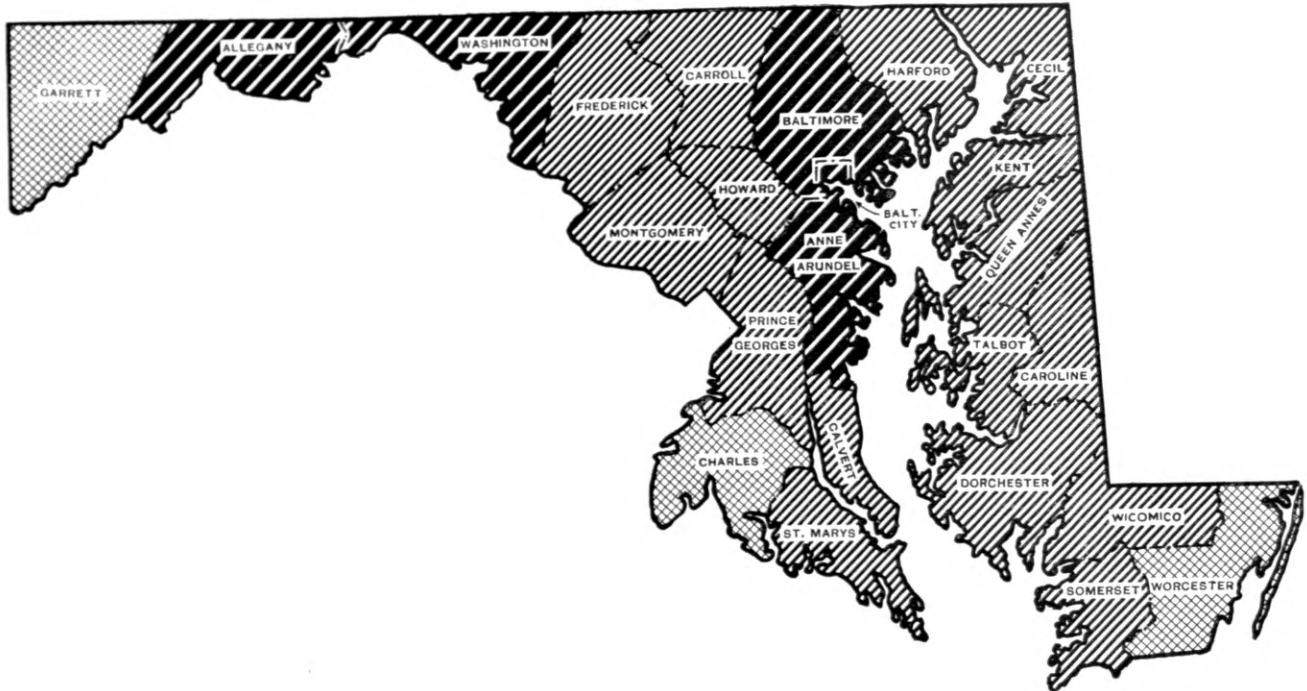 ALLEGANY
WASHINGTON
GARRETT
FREDERICK
CARROLL
HARFORD
CECIL
BALTIMORE
KENT
HOWARD
BALT.
CITY
QUEEN ANNES
MONTGOMERY
ANNE
ARUNDEL
PRINCE
GEORGES
TALBOT
CAROLINE
CALVERT
CHARLES
DORCHESTER
WICOMICO
ST. MARYS
SOMERSET
WORCESTER